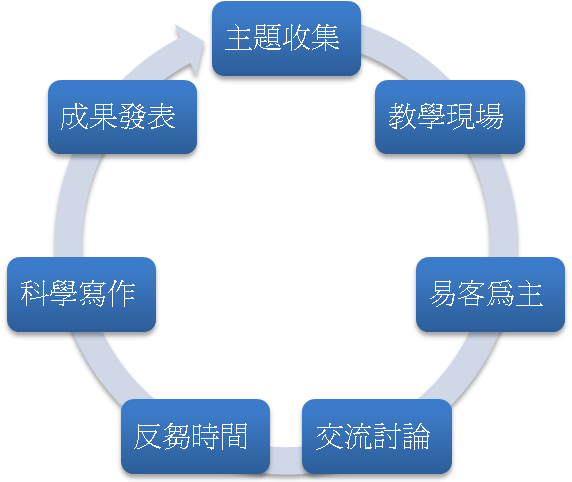 主題收集
教學現場
易客為主
交流討論
反芻時間
科學寫作
成果發表